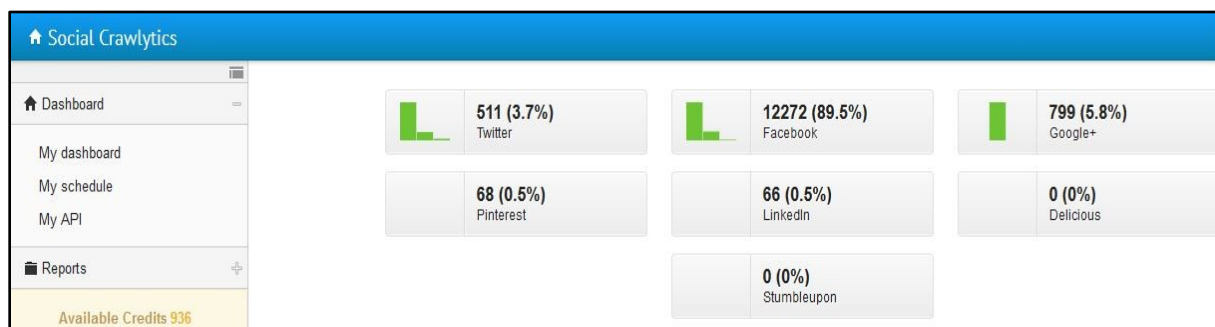 Social Crawlytics
Dashboard
My dashboard
My schedule
My API
Reports
Available Credits 936
511 (3.7%)
Twitter
12272 (89.5%)
Facebook
799 (5.8%)
Google+
68 (0.5%)
Pinterest
66 (0.5%)
LinkedIn
0 (0%)
Delicious
0 (0%)
Stumbleupon